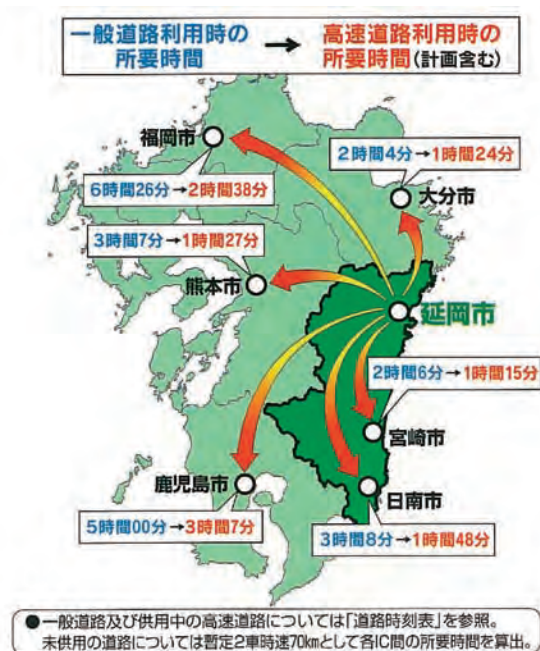 一般道路利用時の
所要時間
→
高速道路利用時の
所要時間(計画含む)
福岡市
6時間26分→2時間38分
2時間4分→1時間24分
大分市
3時間7分→1時間27分
熊本市
延岡市
2時間6分→1時間15分
宮崎市
鹿児島市
5時間00分→3時間7分
日南市
3時間8分→1時間48分
●一般道路及び供用中の高速道路については「道路時刻表」を参照。
未供用の道路については暫定2車時速70kmとして各IC間の所要時間を算出。